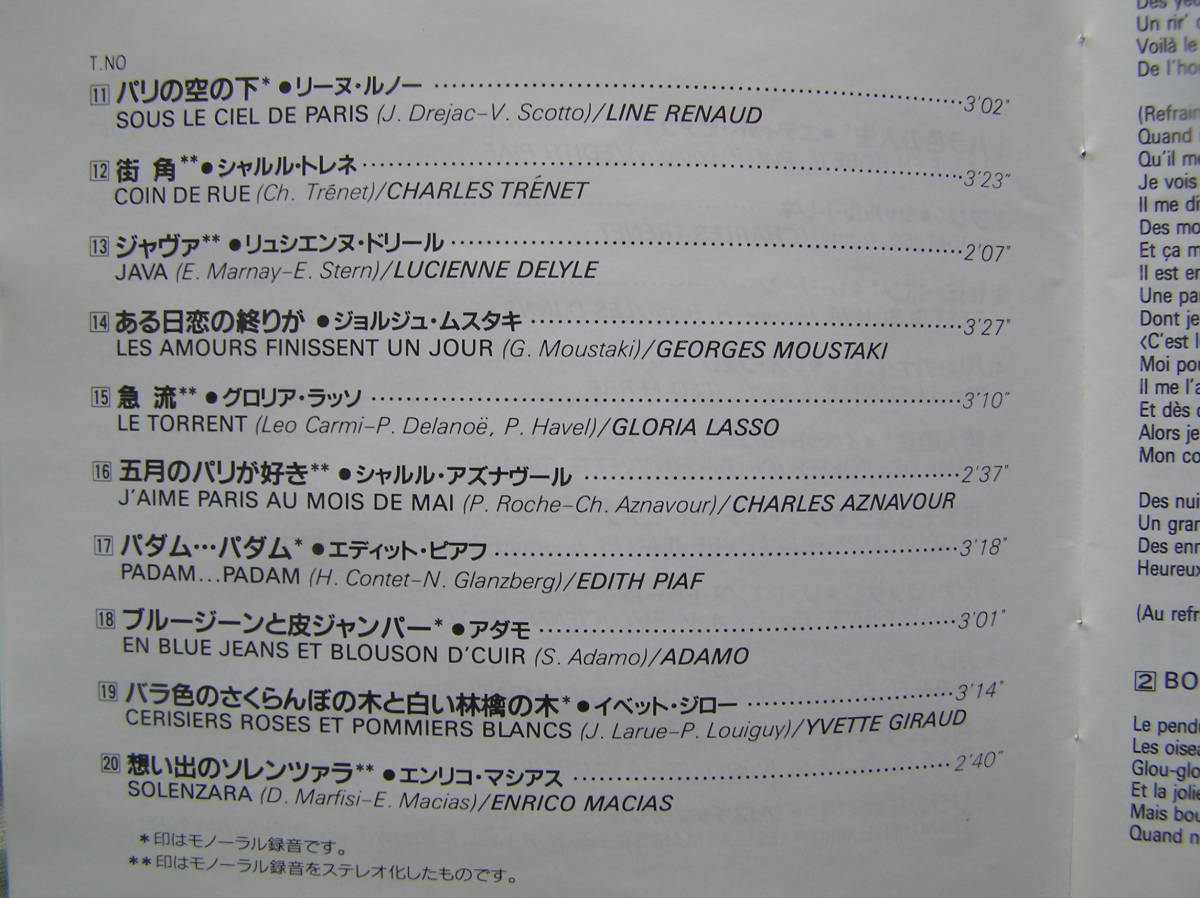 T.NO
11 パリの空の下* ●リーヌ・ルノー ……………………………3'02"
SOUS LE CIEL DE PARIS (J. Drejac–V. Scotto)/LINE RENAUD
12 街 角** ●シャルル・トレネ ……………………………3'23"
COIN DE RUE (Ch. Trénet)/CHARLES TRÉNET
13 ジャヴァ** ●リュシエンヌ・ドリール ……………………………2'07"
JAVA (E. Marnay–E. Stern)/LUCIENNE DELYLE
14 ある日恋の終りが ●ジョルジュ・ムスタキ ……………………………3'27"
LES AMOURS FINISSENT UN JOUR (G. Moustaki)/GEORGES MOUSTAKI
15 急 流** ●グロリア・ラッソ ……………………………3'10"
LE TORRENT (Leo Carmi–P. Delanoë, P. Havel)/GLORIA LASSO
16 五月のパリが好き** ●シャルル・アズナヴール ……………………………2'37"
J'AIME PARIS AU MOIS DE MAI (P. Roche–Ch. Aznavour)/CHARLES AZNAVOUR
17 パダム…パダム* ●エディット・ピアフ ……………………………3'18"
PADAM...PADAM (H. Contet–N. Glanzberg)/EDITH PIAF
18 ブルージーンと皮ジャンパー* ●アダモ ……………………………3'01"
EN BLUE JEANS ET BLOUSON D'CUIR (S. Adamo)/ADAMO
19 バラ色のさくらんぼの木と白い林檎の木* ●イベット・ジロー ……………………………3'14"
CERISIERS ROSES ET POMMIERS BLANCS (J. Larue–P. Louiguy)/YVETTE GIRAUD
20 想い出のソレンツァラ** ●エンリコ・マシアス ……………………………2'40"
SOLENZARA (D. Marfisi–E. Macias)/ENRICO MACIAS
*印はモノーラル録音です。
**印はモノーラル録音をステレオ化したものです。
Des
Un rir'
Voilà le
De l'ho
(Refrain
Quand
Qu'il me
Je vois
Il me di
Des mo
Et ça m
Il est en
Une par
Dont je
〈C'est l
Moi pou
Il me l'a
Et dès
Alors je
Mon co
Des nui
Un gran
Des enn
Heureux
(Au refr
2 BO
Le pend
Les oise
Glou-glo
Et la jolie
Mais bou
Quand n